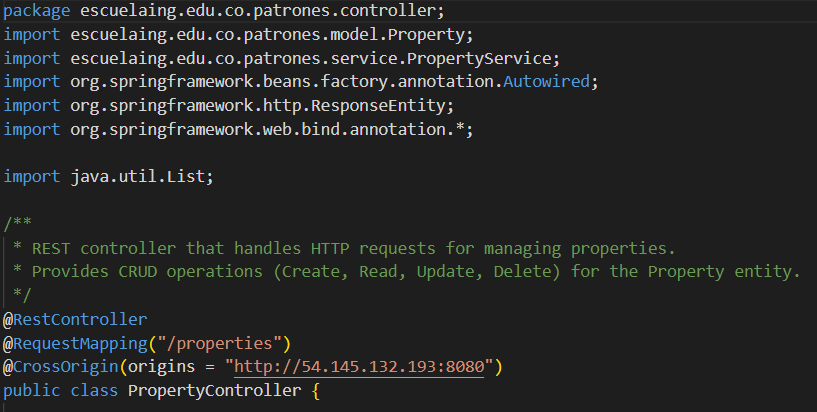 package escuelaing.edu.co.patrones.controller;
import escuelaing.edu.co.patrones.model.Property;
import escuelaing.edu.co.patrones.service.PropertyService;
import org.springframework.beans.factory.annotation.Autowired;
import org.springframework.http.ResponseEntity;
import org.springframework.web.bind.annotation.*;

import java.util.List;

/**
 * REST controller that handles HTTP requests for managing properties.
 * Provides CRUD operations (Create, Read, Update, Delete) for the Property entity.
 */
@RestController
@RequestMapping("/properties")
@CrossOrigin(origins = "http://54.145.132.193:8080")
public class PropertyController {